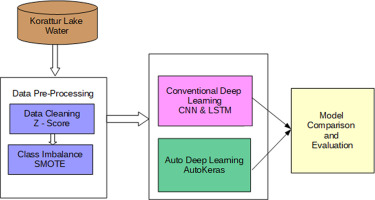 Korattur Lake
Water
Data Pre-Processing
Data Cleaning
Z - Score
Class Imbalance
SMOTE
Conventional Deep
Learning
CNN & LSTM
Auto Deep Learning
AutoKeras
Model
Comparison
and
Evaluation